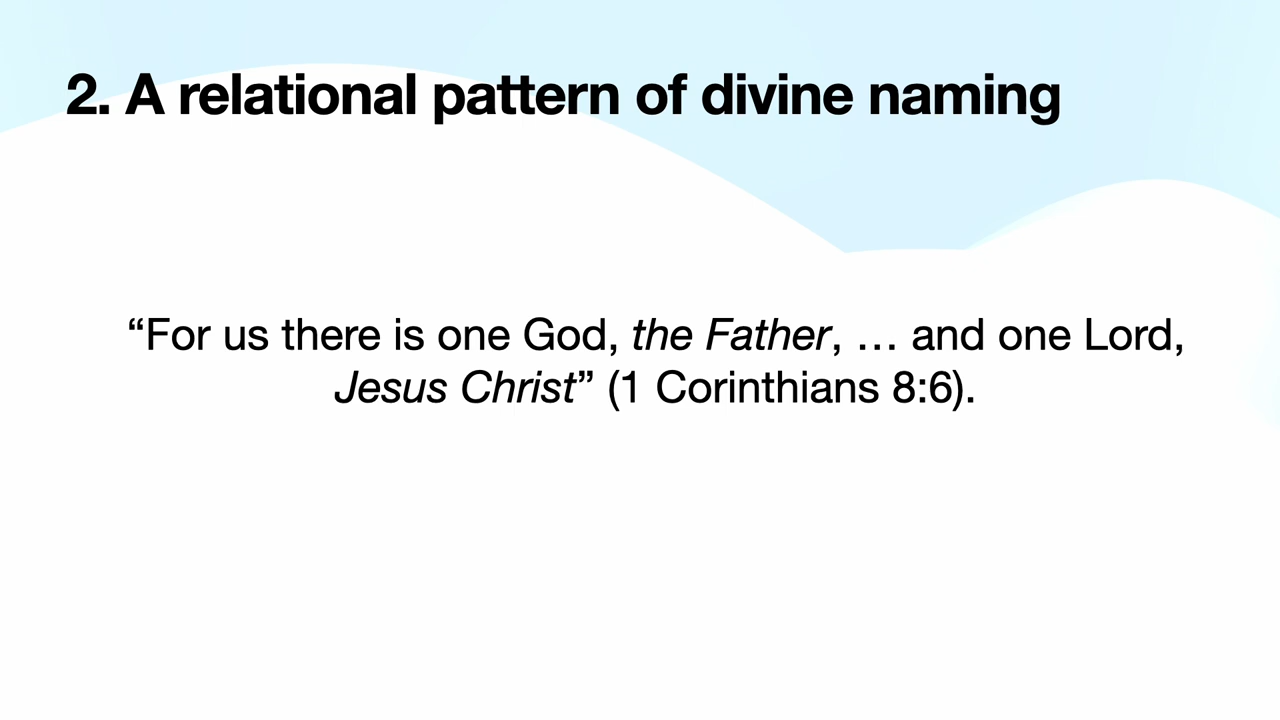 2. A relational pattern of divine naming
“For us there is one God, the Father, … and one Lord,
Jesus Christ” (1 Corinthians 8:6).